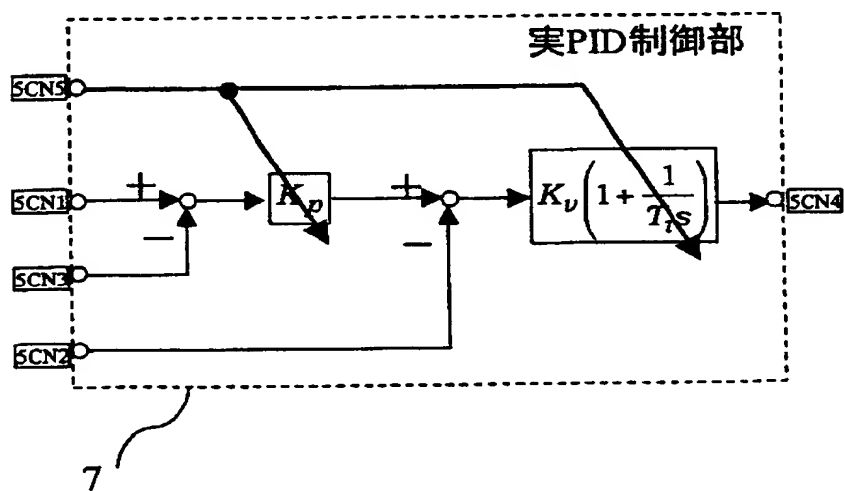 実PID制御部
5CN5
5CN1
+
−
K_p
+
−
K_v(1 + 1/(T_i s))
5CN4
5CN3
5CN2
7